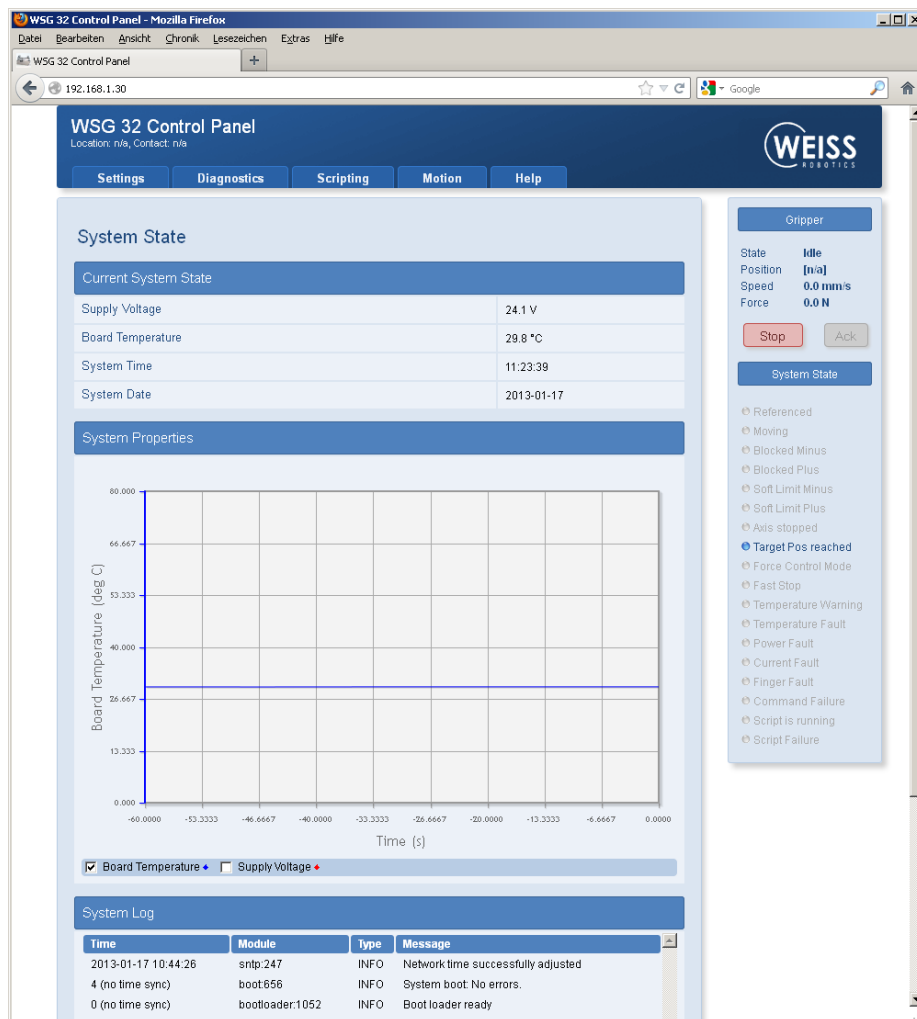 WSG 32 Control Panel - Mozilla Firefox
Datei Bearbeiten Ansicht Chronik Lesezeichen Extras Hilfe
WSG 32 Control Panel +
192.168.1.30 Google
WSG 32 Control Panel
Location: n/a, Contact: n/a
WEISS
ROBOTICS
Settings Diagnostics Scripting Motion Help
System State
Current System State
Supply Voltage 24.1 V
Board Temperature 29.8 °C
System Time 11:23:39
System Date 2013-01-17
System Properties
80.000
66.667
53.333
40.000
26.667
13.333
0.000
Board Temperature (deg C)
-60.0000 -53.3333 -46.6667 -40.0000 -33.3333 -26.6667 -20.0000 -13.3333 -6.6667 0.0000
Time (s)
Board Temperature Supply Voltage
System Log
Time Module Type Message
2013-01-17 10:44:26 sntp:247 INFO Network time successfully adjusted
4 (no time sync) boot:656 INFO System boot: No errors.
0 (no time sync) bootloader:1052 INFO Boot loader ready
Gripper
State Idle
Position [n/a]
Speed 0.0 mm/s
Force 0.0 N
Stop Ack
System State
Referenced
Moving
Blocked Minus
Blocked Plus
Soft Limit Minus
Soft Limit Plus
Axis stopped
Target Pos reached
Force Control Mode
Fast Stop
Temperature Warning
Temperature Fault
Power Fault
Current Fault
Finger Fault
Command Failure
Script is running
Script Failure